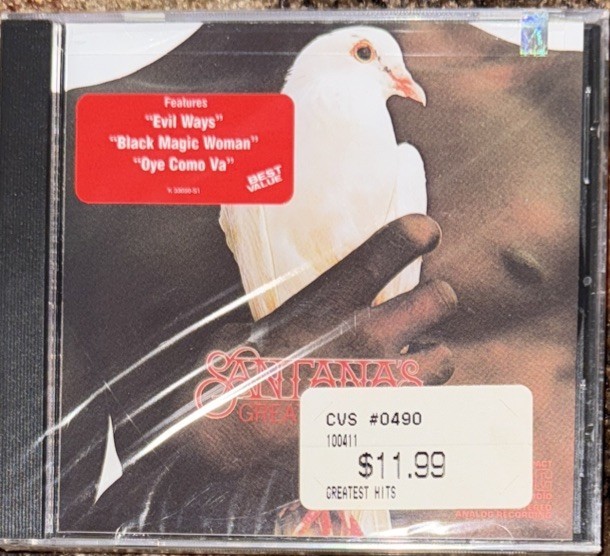 Features
"Evil Ways"
"Black Magic Woman"
"Oye Como Va"
BEST
VALUE
SANTANA'S
GREA
CVS #0490
100411
$11.99
GREATEST HITS